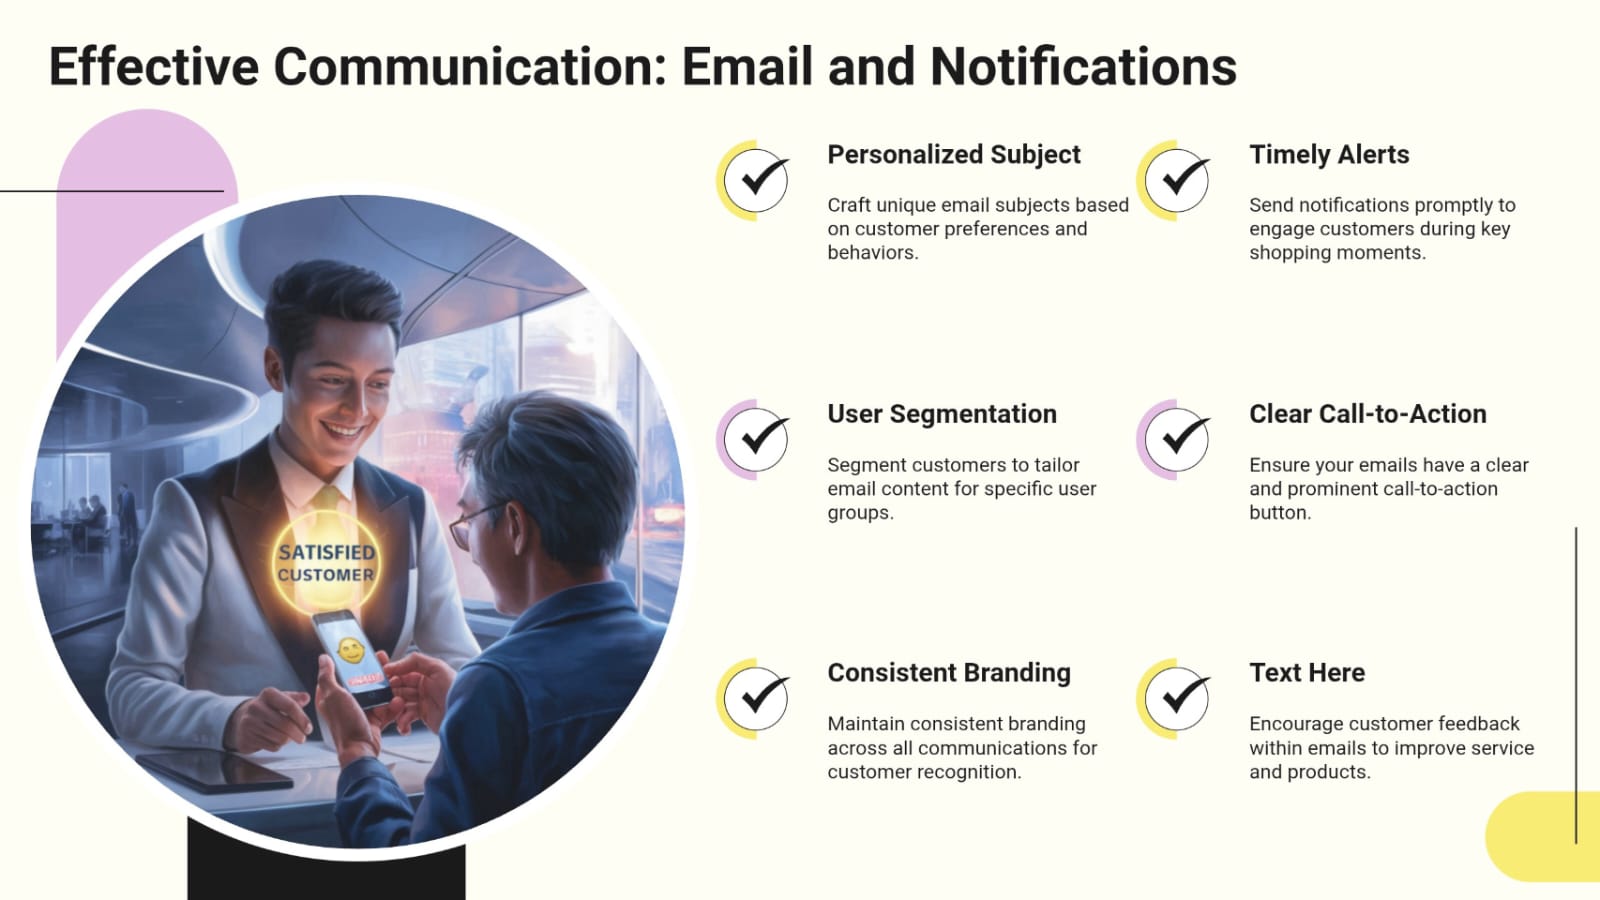 Effective Communication: Email and Notifications
Personalized Subject
Craft unique email subjects based
on customer preferences and
behaviors.
Timely Alerts
Send notifications promptly to
engage customers during key
shopping moments.
User Segmentation
Segment customers to tailor
email content for specific user
groups.
Clear Call-to-Action
Ensure your emails have a clear
and prominent call-to-action
button.
Consistent Branding
Maintain consistent branding
across all communications for
customer recognition.
Text Here
Encourage customer feedback
within emails to improve service
and products.
SATISFIED
CUSTOMER